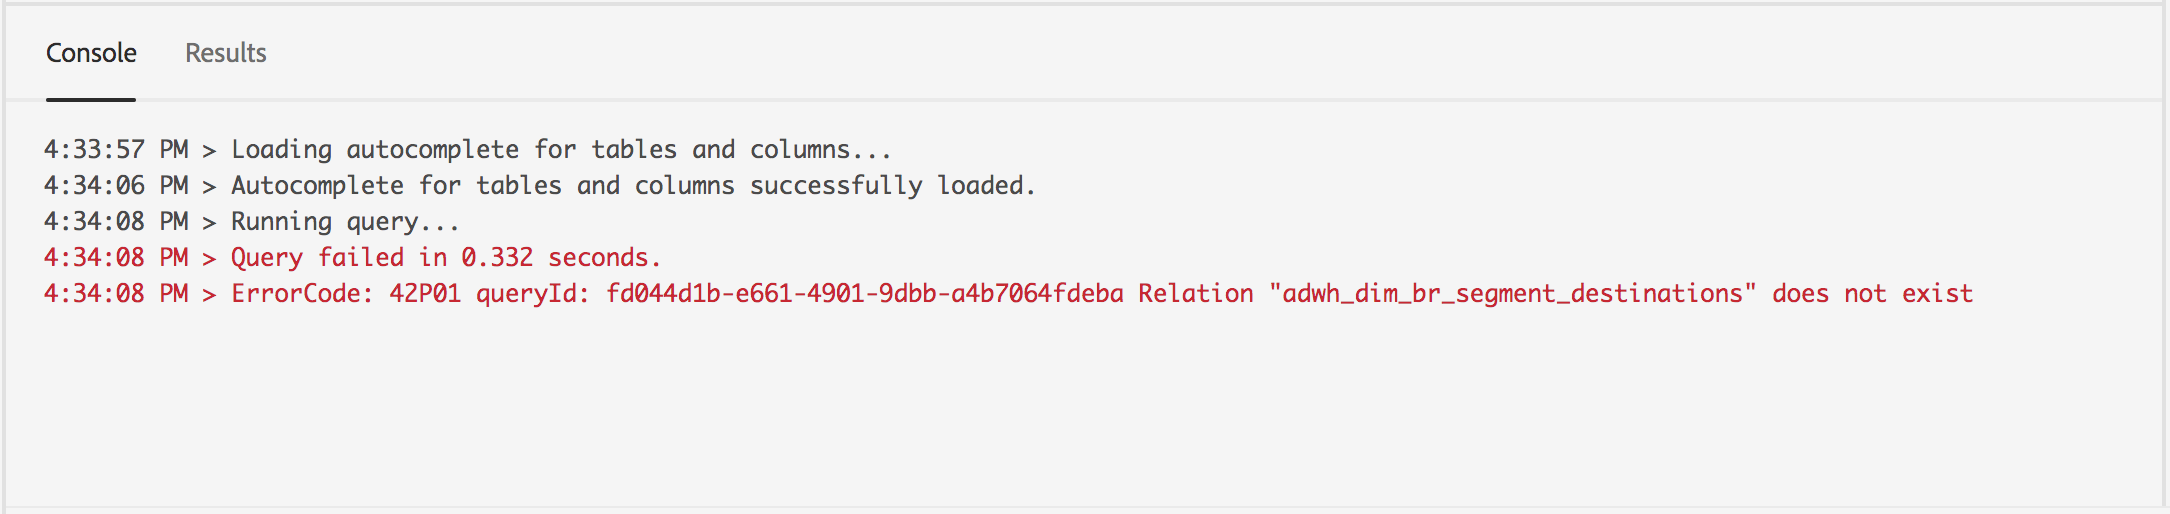 Console Results
4:33:57 PM > Loading autocomplete for tables and columns...
4:34:06 PM > Autocomplete for tables and columns successfully loaded.
4:34:08 PM > Running query...
4:34:08 PM > Query failed in 0.332 seconds.
4:34:08 PM > ErrorCode: 42P01 queryId: fd044d1b-e661-4901-9dbb-a4b7064fdeba Relation "adwh_dim_br_segment_destinations" does not exist